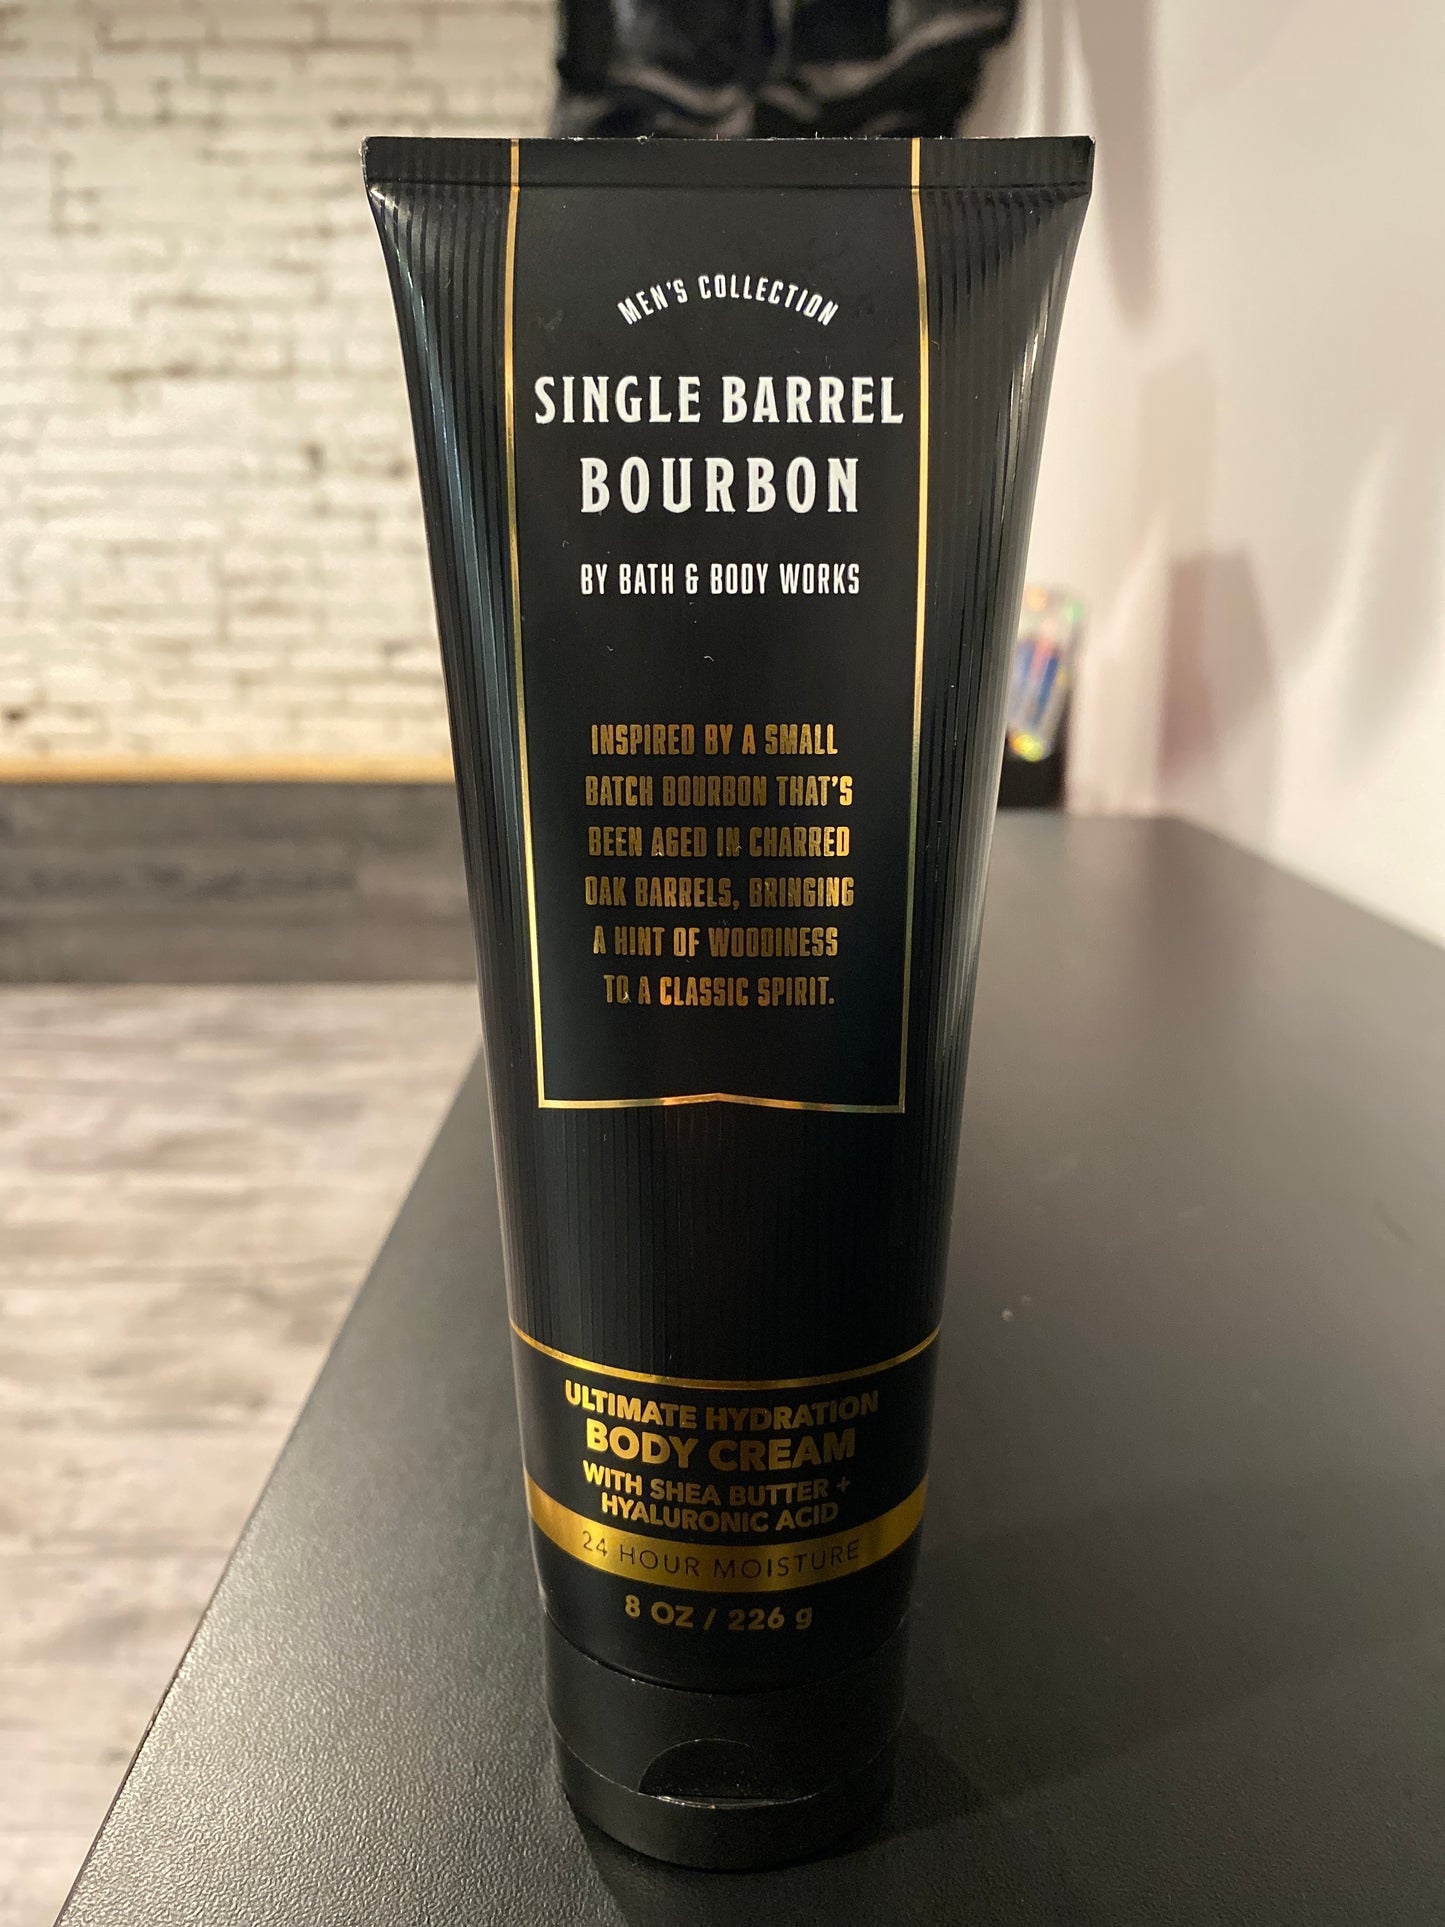 MEN'S COLLECTION
SINGLE BARREL
BOURBON
BY BATH & BODY WORKS
INSPIRED BY A SMALL
BATCH BOURBON THAT'S
BEEN AGED IN CHARRED
OAK BARRELS, BRINGING
A HINT OF WOODINESS
TO A CLASSIC SPIRIT.
ULTIMATE HYDRATION
BODY CREAM
WITH SHEA BUTTER +
HYALURONIC ACID
24 HOUR MOISTURE
8 OZ / 226 g